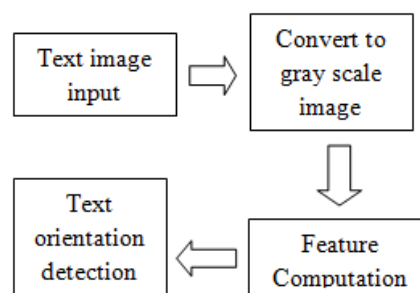 Text image
input
Convert to
gray scale
image
Feature
Computation
Text
orientation
detection